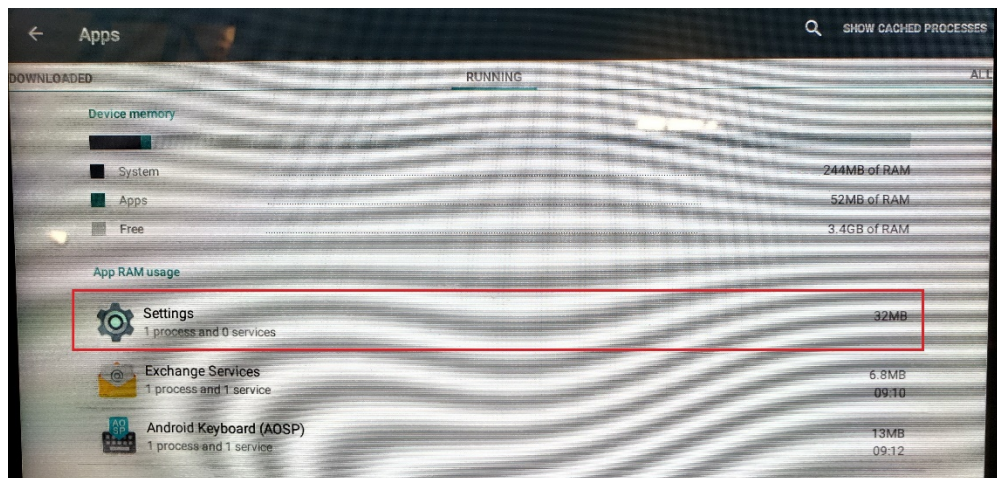 Apps
SHOW CACHED PROCESSES
DOWNLOADED
RUNNING
ALL
Device memory
System 244MB of RAM
Apps 52MB of RAM
Free 3.4GB of RAM
App RAM usage
Settings
1 process and 0 services
32MB
Exchange Services
6.8MB
1 process and 1 service
09:10
AO
SP
Android Keyboard (AOSP)
13MB
1 process and 1 service
09:12